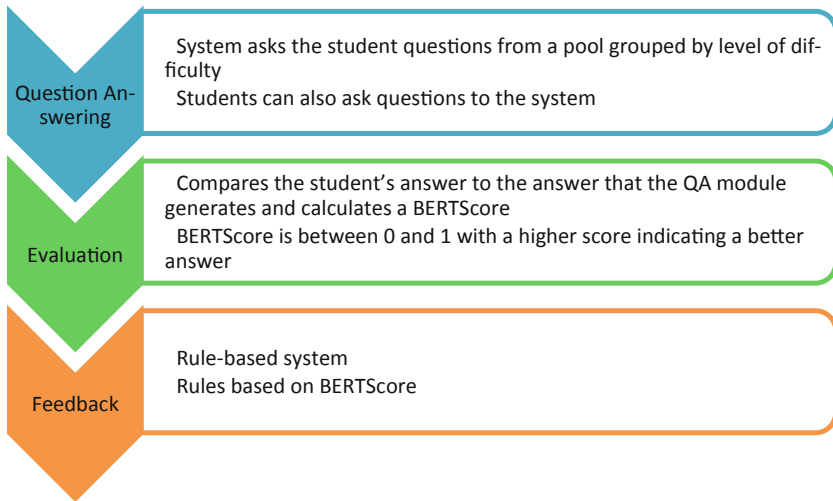 Question An-
swering
System asks the student questions from a pool grouped by level of dif-
ficulty
Students can also ask questions to the system
Evaluation
Compares the student’s answer to the answer that the QA module
generates and calculates a BERTScore
BERTScore is between 0 and 1 with a higher score indicating a better
answer
Feedback
Rule-based system
Rules based on BERTScore